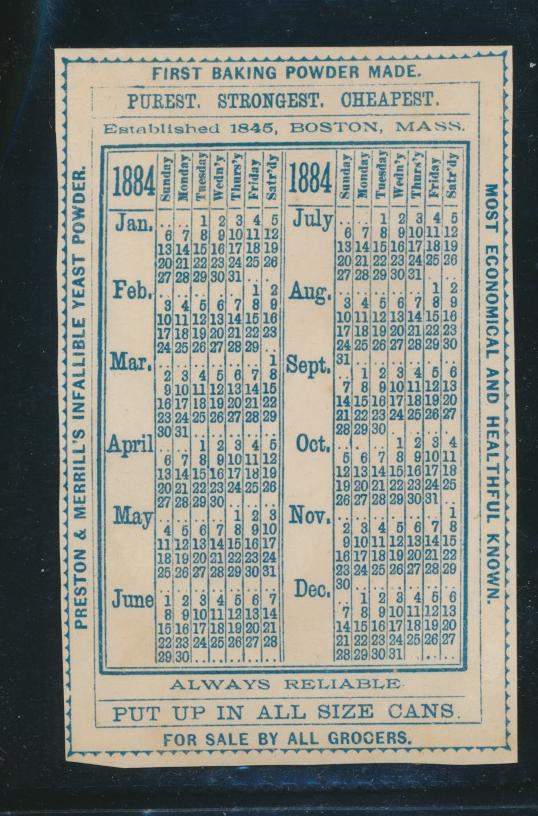 FIRST BAKING POWDER MADE.
PUREST. STRONGEST. CHEAPEST.
Established 1845, BOSTON, MASS.
PRESTON & MERRILL'S INFALLIBLE YEAST POWDER.
1884 Sunday Monday Tuesday Wedn'y Thurs'y Friday Satr'dy
Jan. .. .. 1 2 3 4 5
6 7 8 9 10 11 12
13 14 15 16 17 18 19
20 21 22 23 24 25 26
27 28 29 30 31 .. ..
Feb. .. .. .. .. .. 1 2
3 4 5 6 7 8 9
10 11 12 13 14 15 16
17 18 19 20 21 22 23
24 25 26 27 28 29 ..
Mar. .. .. .. .. .. .. 1
2 3 4 5 6 7 8
9 10 11 12 13 14 15
16 17 18 19 20 21 22
23 24 25 26 27 28 29
30 31 .. .. .. .. ..
April .. .. 1 2 3 4 5
6 7 8 9 10 11 12
13 14 15 16 17 18 19
20 21 22 23 24 25 26
27 28 29 30 .. .. ..
May .. .. .. .. 1 2 3
4 5 6 7 8 9 10
11 12 13 14 15 16 17
18 19 20 21 22 23 24
25 26 27 28 29 30 31
June 1 2 3 4 5 6 7
8 9 10 11 12 13 14
15 16 17 18 19 20 21
22 23 24 25 26 27 28
29 30 .. .. .. .. ..
1884 Sunday Monday Tuesday Wedn'y Thurs'y Friday Satr'dy
July .. .. 1 2 3 4 5
6 7 8 9 10 11 12
13 14 15 16 17 18 19
20 21 22 23 24 25 26
27 28 29 30 31 .. ..
Aug. .. .. .. .. .. 1 2
3 4 5 6 7 8 9
10 11 12 13 14 15 16
17 18 19 20 21 22 23
24 25 26 27 28 29 30
31 .. .. .. .. .. ..
Sept. .. 1 2 3 4 5 6
7 8 9 10 11 12 13
14 15 16 17 18 19 20
21 22 23 24 25 26 27
28 29 30 .. .. .. ..
Oct. .. .. .. 1 2 3 4
5 6 7 8 9 10 11
12 13 14 15 16 17 18
19 20 21 22 23 24 25
26 27 28 29 30 31 ..
Nov. .. .. .. .. .. .. 1
2 3 4 5 6 7 8
9 10 11 12 13 14 15
16 17 18 19 20 21 22
23 24 25 26 27 28 29
30 .. .. .. .. .. ..
Dec. .. 1 2 3 4 5 6
7 8 9 10 11 12 13
14 15 16 17 18 19 20
21 22 23 24 25 26 27
28 29 30 31 .. .. ..
MOST ECONOMICAL AND HEALTHFUL KNOWN.
ALWAYS RELIABLE.
PUT UP IN ALL SIZE CANS.
FOR SALE BY ALL GROCERS.